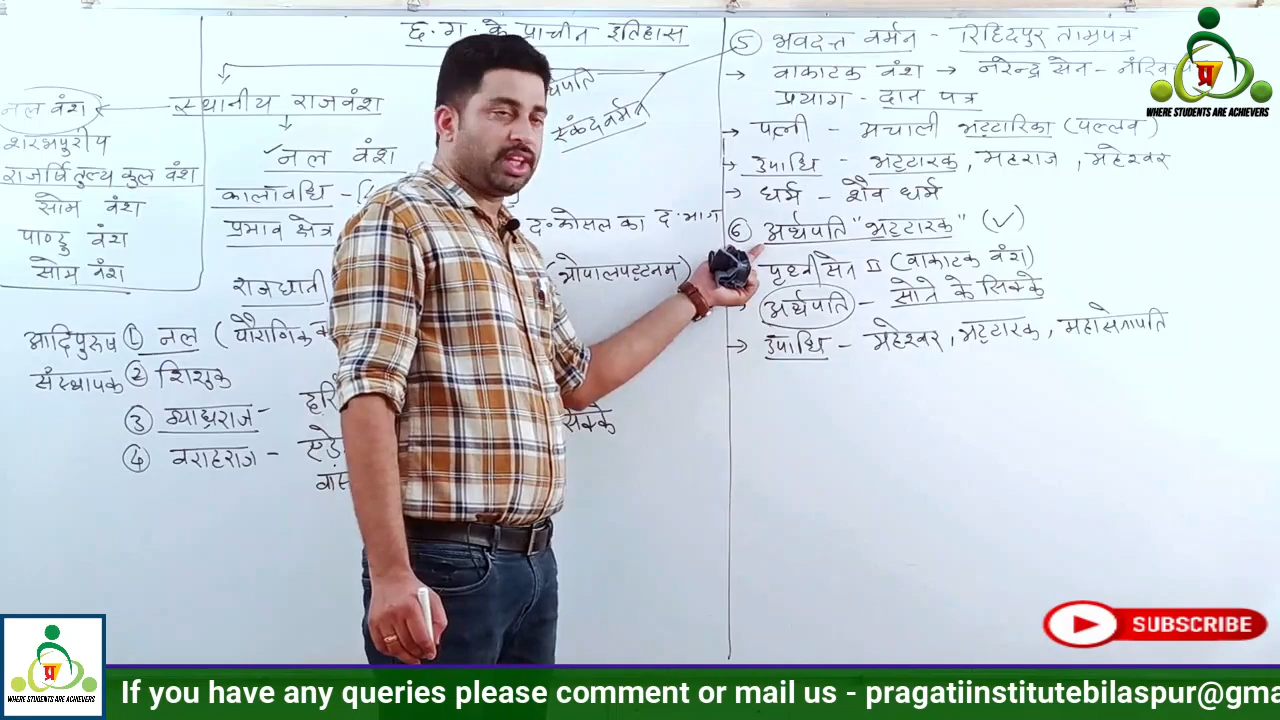 छ.ग. के प्राचीन इतिहास
नल वंश
स्थानीय राजवंश
शरभपुरीय
राजर्षि तुल्य कुल वंश
सोम वंश
पाण्डु वंश
सोम वंश
स्कंदवर्मन
नल वंश
कालावधि -
प्रभाव क्षेत्र
द. कोसल का द. भाग
राजधानी
आदिपुरुष ① नल (पौराणिक
संस्थापक ② शिशुक
③ व्याघ्रराज -
④ वराहराज -
सिक्के
⑤ भवदत्त वर्मन - रिद्दिपुर ताम्रपत्र
→ वाकाटक वंश → नरेन्द्र सेन -
प्रयाग - दान पत्र
→ पत्नी - अचाली भट्टारिका (पल्लव)
→ उपाधि - भट्टारक, महाराज, महेश्वर
→ धर्म - शैव धर्म
⑥ अर्थपति "भट्टारक" (✓)
पृथ्वीसेन II (वाकाटक वंश)
अर्थपति - सोने के सिक्के
→ उपाधि - महेश्वर, भट्टारक, महासेनापति
प्र
WHERE STUDENTS ARE ACHIEVERS
SUBSCRIBE
प्र
WHERE STUDENTS ARE ACHIEVERS
If you have any queries please comment or mail us - pragatiinstitutebilaspur@gma